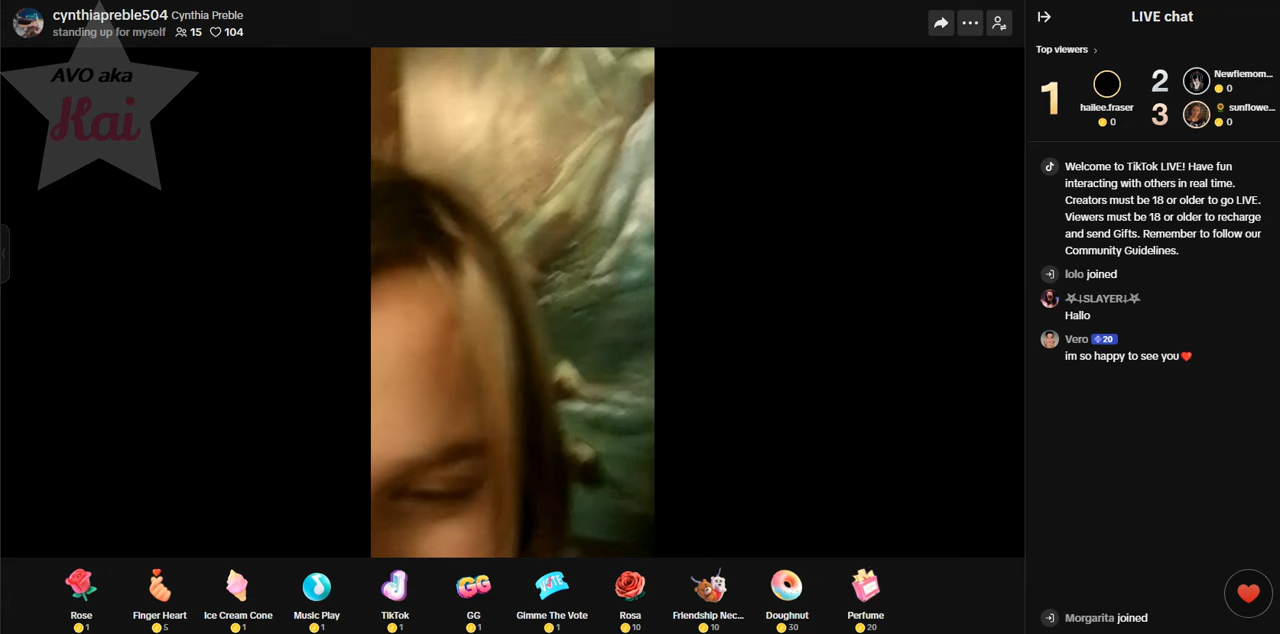 cynthiapreble504 Cynthia Preble
standing up for myself 15 104
AVO aka
Kai
LIVE chat
Top viewers
1
hailee.fraser
0
2
Newfiemom...
0
3
sunflowe...
0
Welcome to TikTok LIVE! Have fun
interacting with others in real time.
Creators must be 18 or older to go LIVE.
Viewers must be 18 or older to recharge
and send Gifts. Remember to follow our
Community Guidelines.
lolo joined
⛧⸸SLAYER⸸⛧
Hallo
Vero 20
im so happy to see you❤️
Morgarita joined
Rose
1
Finger Heart
5
Ice Cream Cone
1
Music Play
1
TikTok
1
GG
GG
1
Gimme The Vote
1
Rosa
10
Friendship Nec...
10
Doughnut
30
Perfume
20